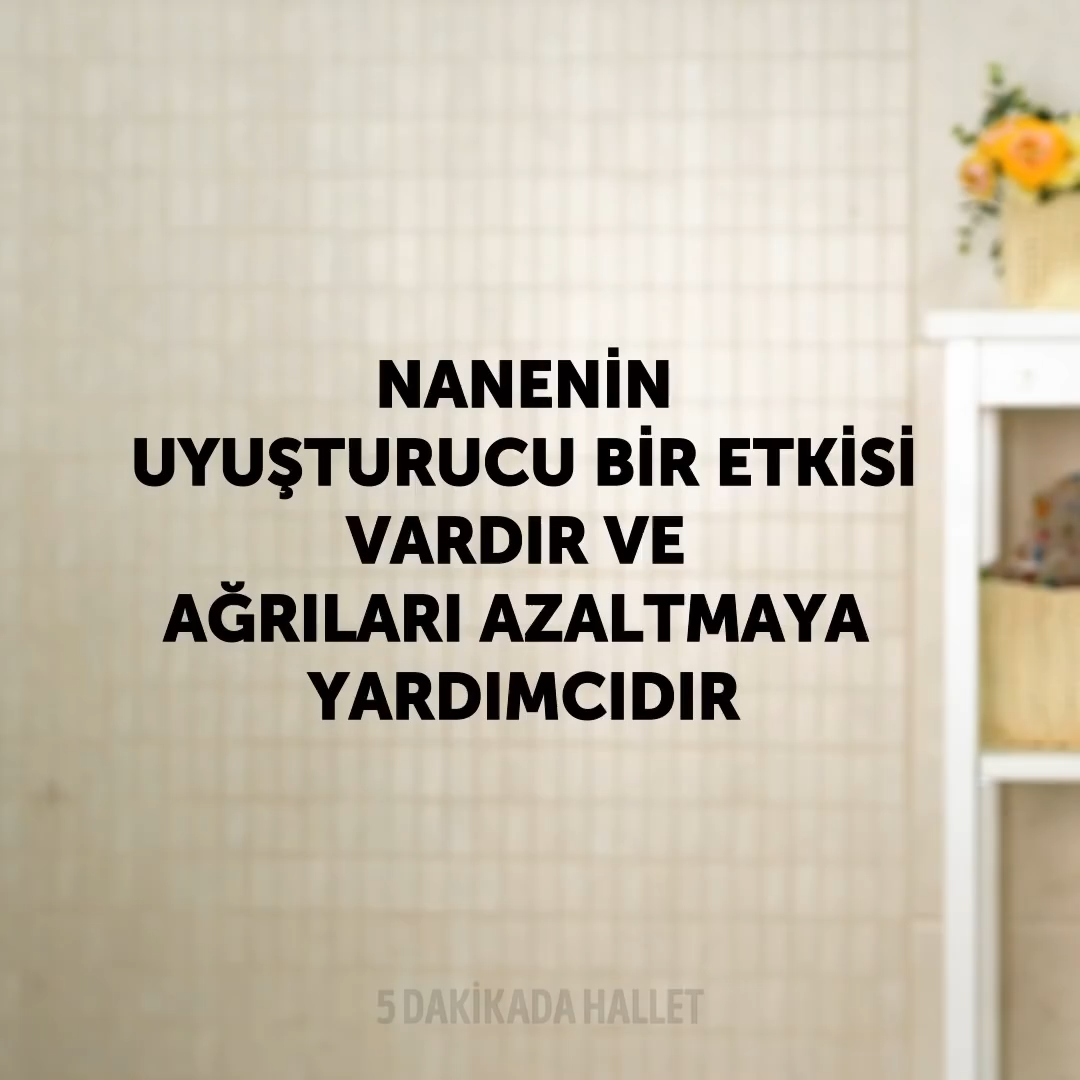 NANENİN
UYUŞTURUCU BİR ETKİSİ
VARDIR VE
AĞRILARI AZALTMAYA
YARDIMCIDIR
5 DAKİKADA HALLET